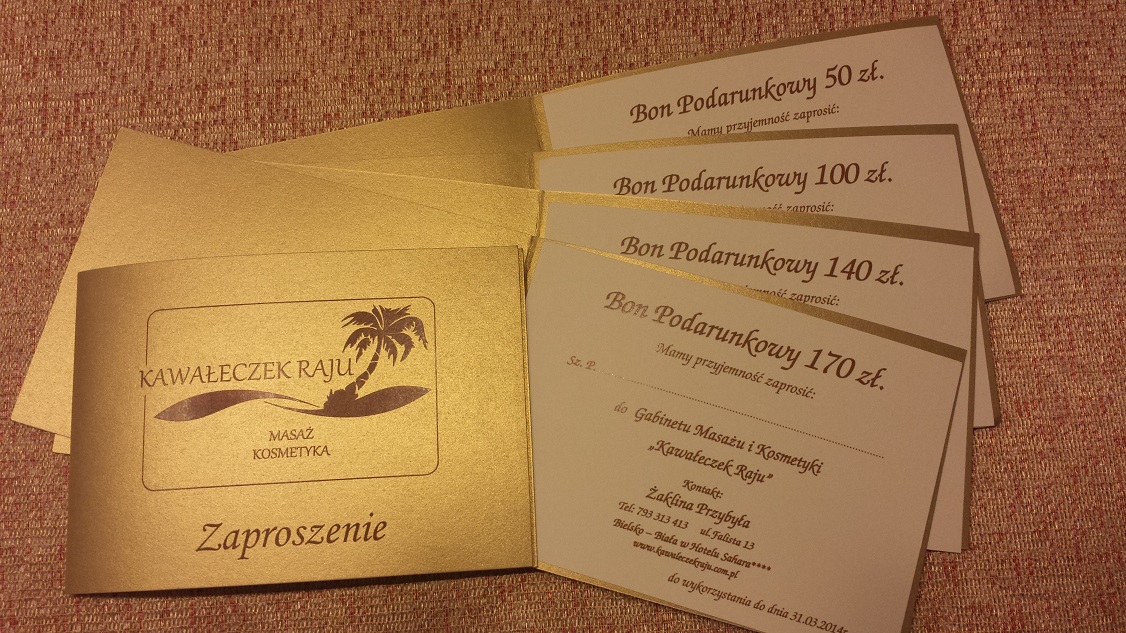 Bon Podarunkowy 50 zł.
Mamy przyjemność zaprosić:
Bon Podarunkowy 100 zł.
zaprosić:
Bon Podarunkowy 140 zł.
zaprosić:
Bon Podarunkowy 170 zł.
Mamy przyjemność zaprosić:
Sz. P. ........................................
do Gabinetu Masażu i Kosmetyki
„Kawałeczek Raju"
Kontakt:
Żaklina Przybyła
Tel: 793 313 413 ul.Falista 13
Bielsko – Biała w Hotelu Sahara****
www.kawaleczekraju.com.pl
do wykorzystania do dnia 31.03.2014r
KAWAŁECZEK RAJU
MASAŻ
KOSMETYKA
Zaproszenie